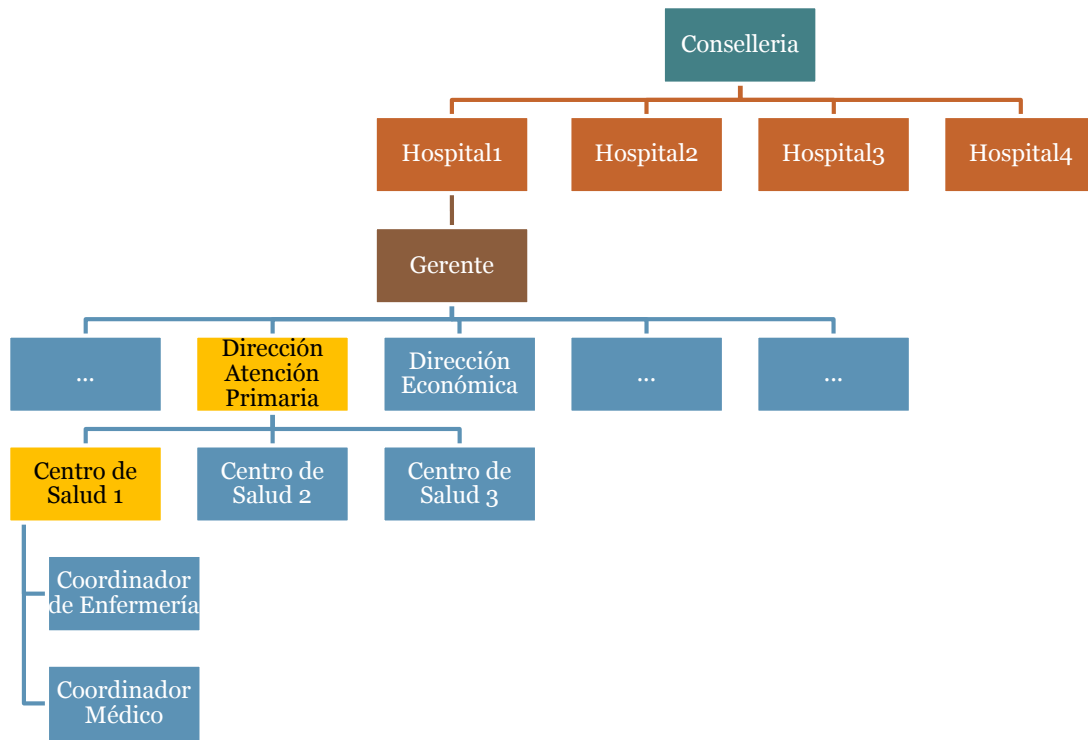 Conselleria
Hospital1
Hospital2
Hospital3
Hospital4
Gerente
...
Dirección
Atención
Primaria
Dirección
Económica
...
...
Centro de
Salud 1
Centro de
Salud 2
Centro de
Salud 3
Coordinador
de Enfermería
Coordinador
Médico